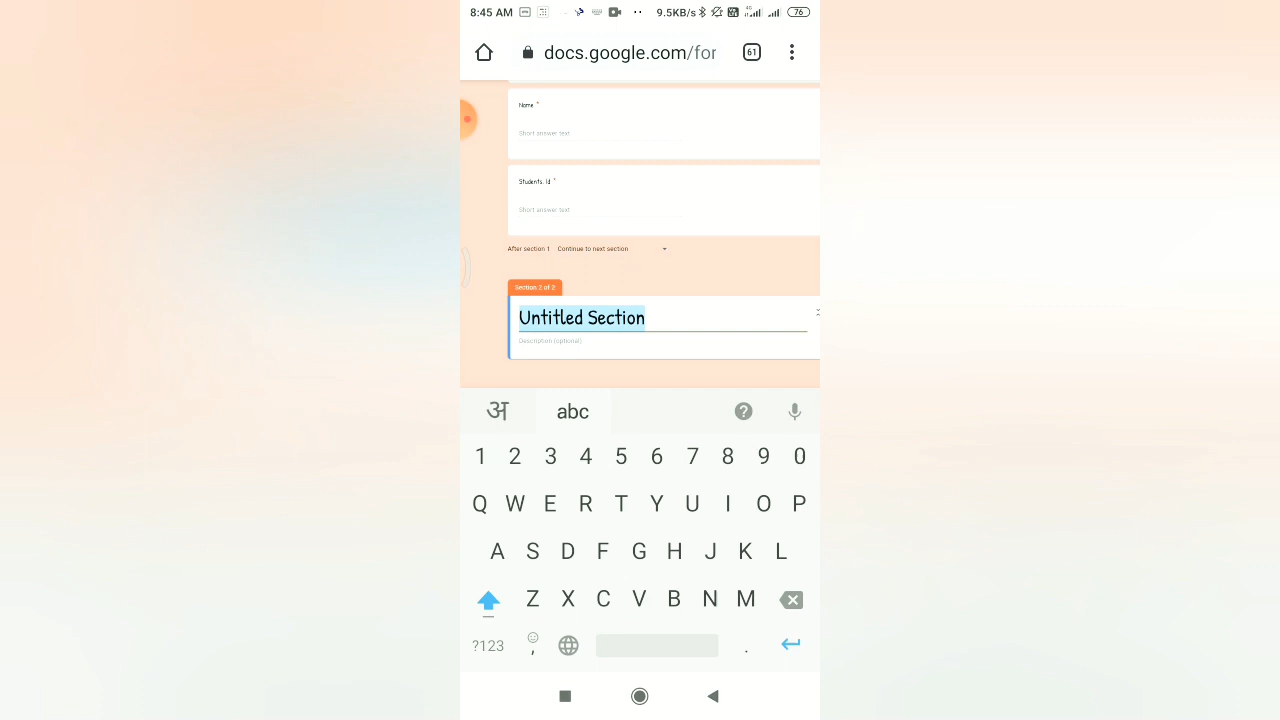 8:45 AM 9.5KB/s 4G 76
docs.google.com/for 61
Name *
Short answer text
Students. Id *
Short answer text
After section 1 Continue to next section
Section 2 of 2
Untitled Section
Description (optional)
अ abc ?
1 2 3 4 5 6 7 8 9 0
Q W E R T Y U I O P
A S D F G H J K L
Z X C V B N M
?123 , .